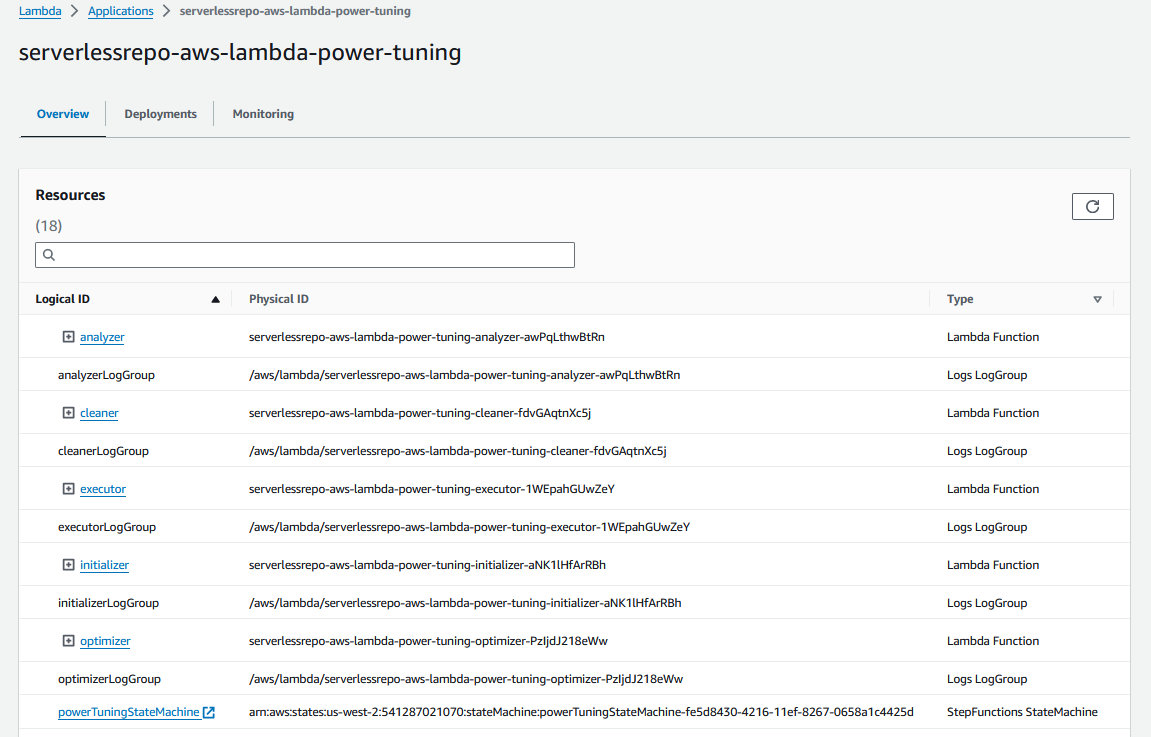 Lambda > Applications > serverlessrepo-aws-lambda-power-tuning
serverlessrepo-aws-lambda-power-tuning
Overview Deployments Monitoring
Resources
(18)
Logical ID Physical ID Type
analyzer serverlessrepo-aws-lambda-power-tuning-analyzer-awPqLthwBtRn Lambda Function
analyzerLogGroup /aws/lambda/serverlessrepo-aws-lambda-power-tuning-analyzer-awPqLthwBtRn Logs LogGroup
cleaner serverlessrepo-aws-lambda-power-tuning-cleaner-fdvGAqtnXc5j Lambda Function
cleanerLogGroup /aws/lambda/serverlessrepo-aws-lambda-power-tuning-cleaner-fdvGAqtnXc5j Logs LogGroup
executor serverlessrepo-aws-lambda-power-tuning-executor-1WEpahGUwZeY Lambda Function
executorLogGroup /aws/lambda/serverlessrepo-aws-lambda-power-tuning-executor-1WEpahGUwZeY Logs LogGroup
initializer serverlessrepo-aws-lambda-power-tuning-initializer-aNK1lHfArRBh Lambda Function
initializerLogGroup /aws/lambda/serverlessrepo-aws-lambda-power-tuning-initializer-aNK1lHfArRBh Logs LogGroup
optimizer serverlessrepo-aws-lambda-power-tuning-optimizer-PzIjdJ218eWw Lambda Function
optimizerLogGroup /aws/lambda/serverlessrepo-aws-lambda-power-tuning-optimizer-PzIjdJ218eWw Logs LogGroup
powerTuningStateMachine arn:aws:states:us-west-2:541287021070:stateMachine:powerTuningStateMachine-fe5d8430-4216-11ef-8267-0658a1c4425d StepFunctions StateMachine